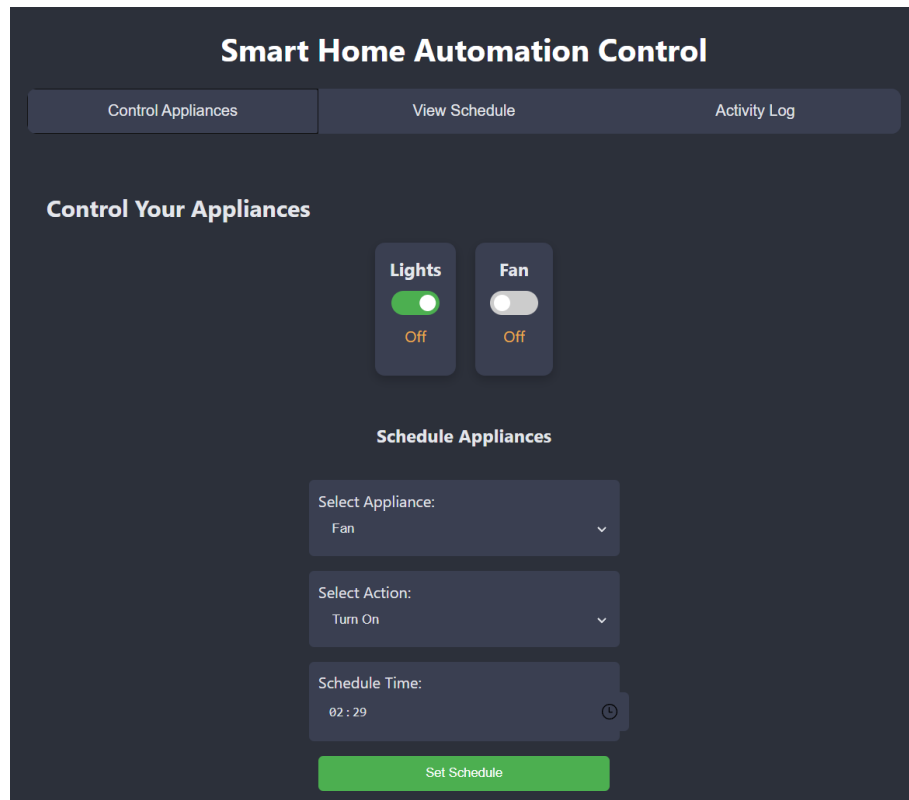 Smart Home Automation Control
Control Appliances View Schedule Activity Log
Control Your Appliances
Lights Fan
Off Off
Schedule Appliances
Select Appliance:
Fan
Select Action:
Turn On
Schedule Time:
02:29
Set Schedule